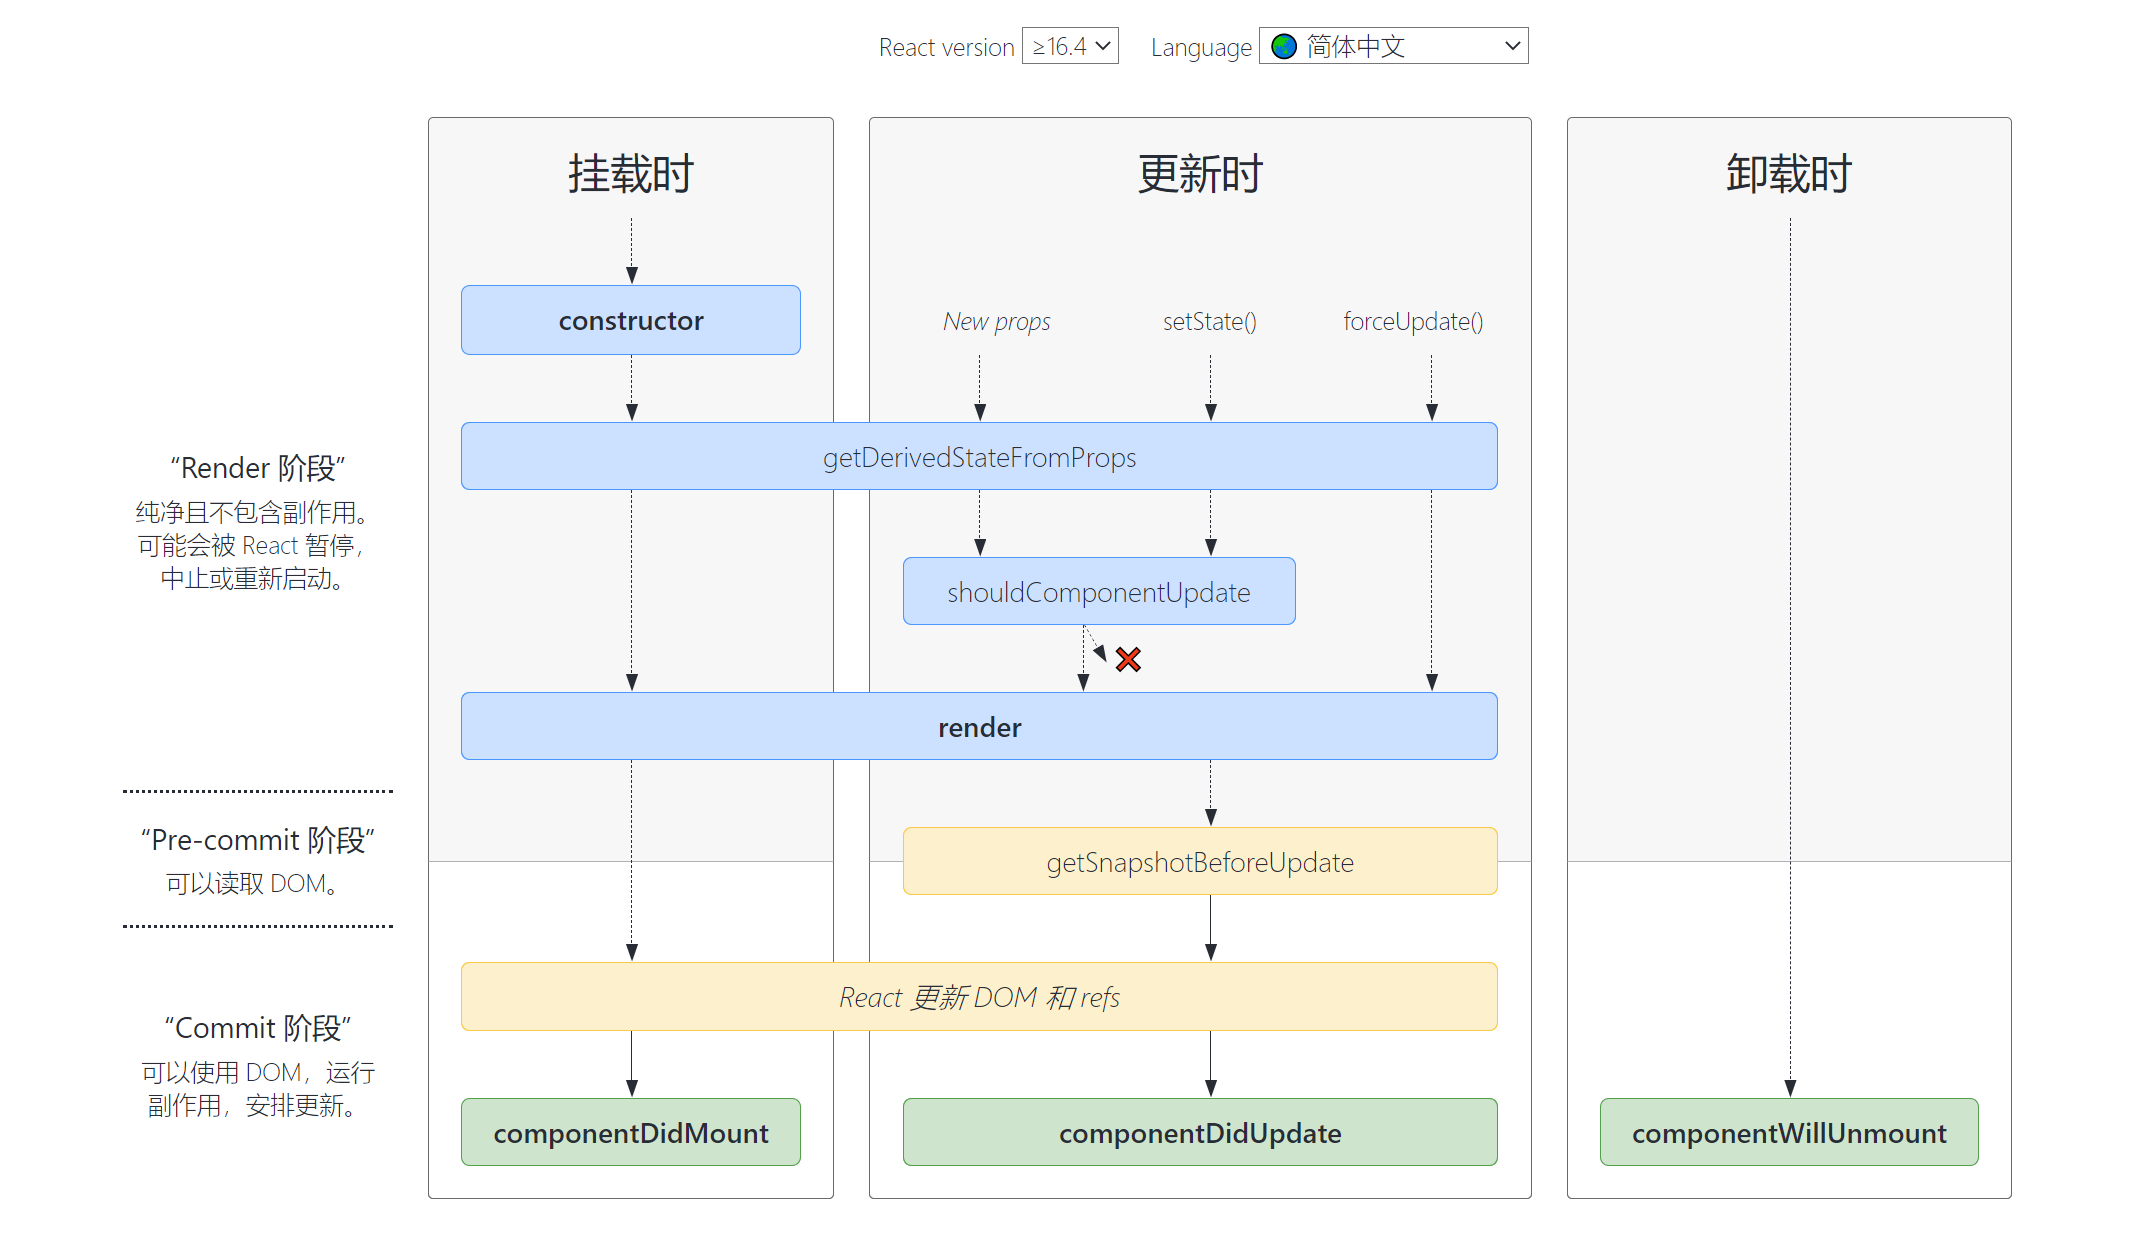 React version ≥16.4 Language 简体中文
挂载时
更新时
卸载时
constructor
New props
setState()
forceUpdate()
getDerivedStateFromProps
“Render 阶段”
纯净且不包含副作用。
可能会被 React 暂停，
中止或重新启动。
shouldComponentUpdate
render
“Pre-commit 阶段”
可以读取 DOM。
getSnapshotBeforeUpdate
React 更新 DOM 和 refs
“Commit 阶段”
可以使用 DOM，运行
副作用，安排更新。
componentDidMount
componentDidUpdate
componentWillUnmount